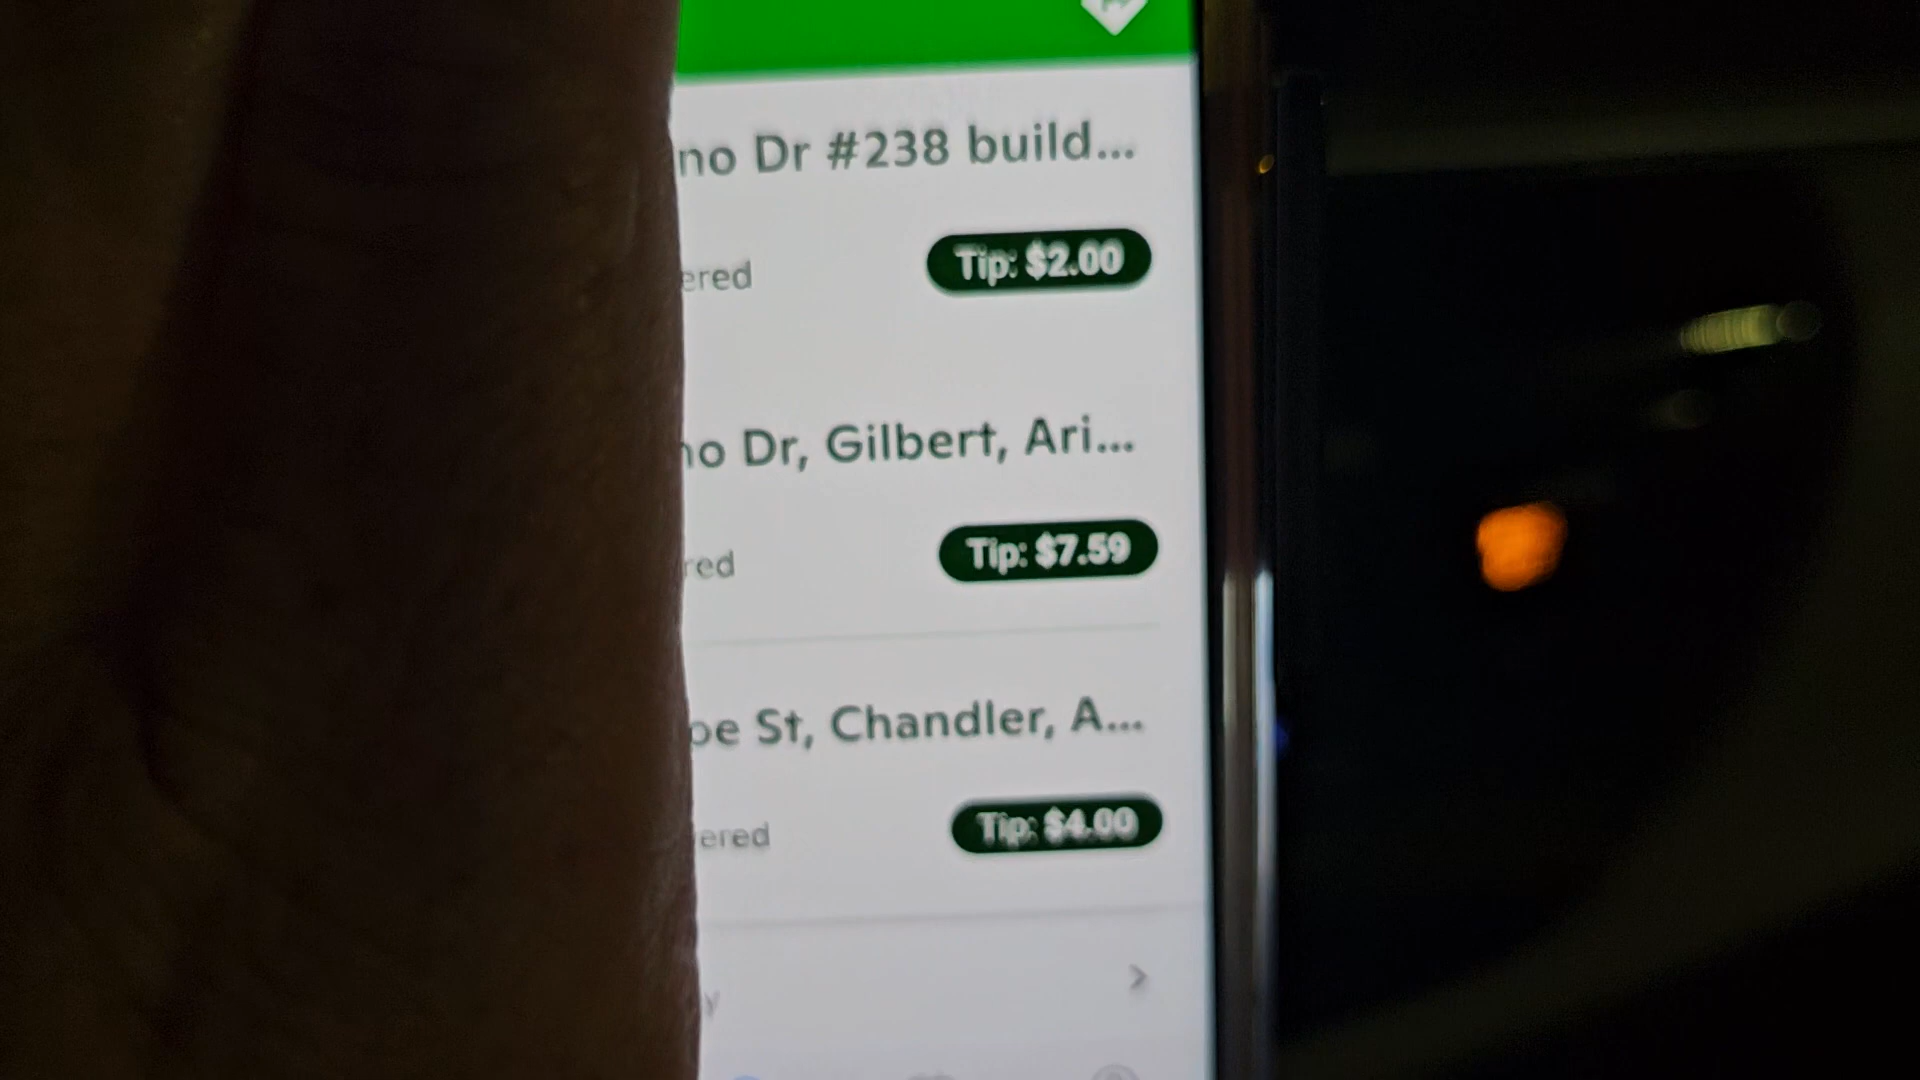 no Dr #238 build...
ered
Tip: $2.00
no Dr, Gilbert, Ari...
red
Tip: $7.59
oe St, Chandler, A...
ered
Tip: $4.00
y